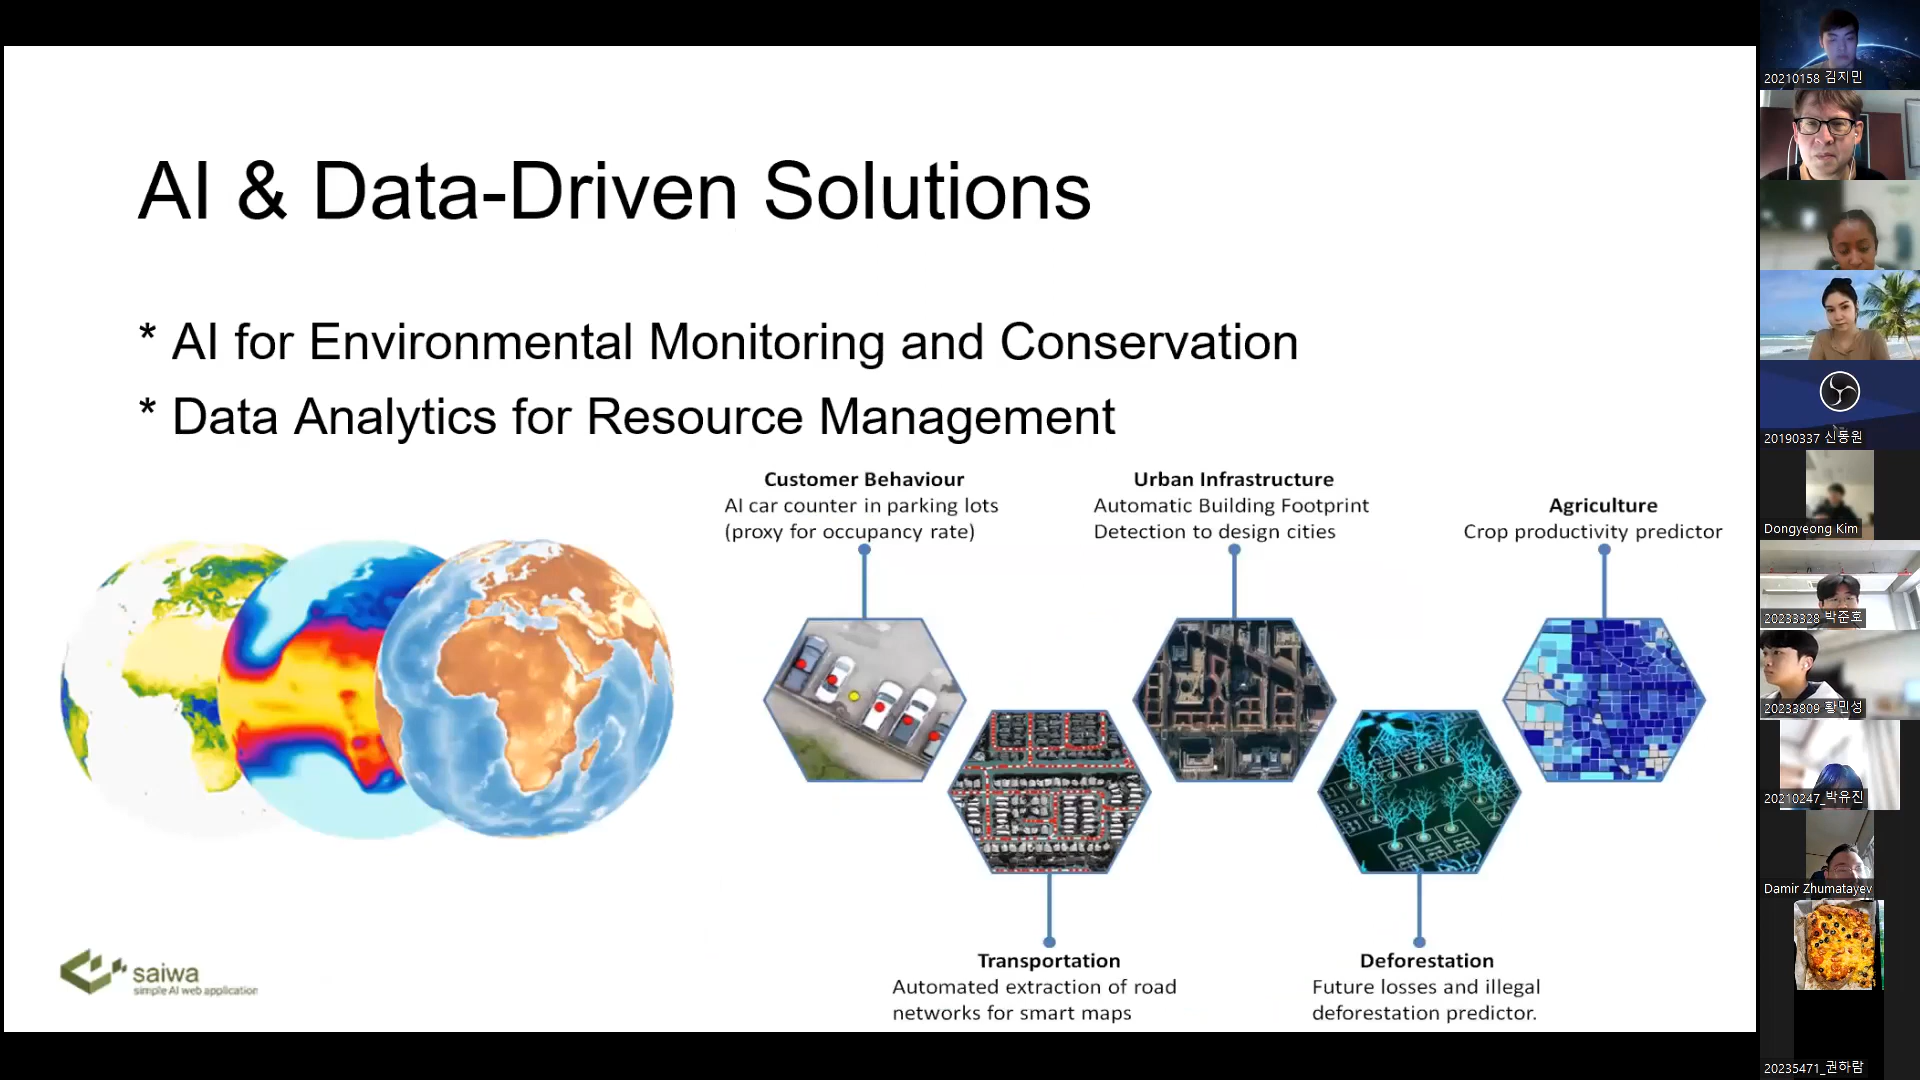 AI & Data-Driven Solutions
* AI for Environmental Monitoring and Conservation
* Data Analytics for Resource Management
Customer Behaviour
AI car counter in parking lots
(proxy for occupancy rate)
Urban Infrastructure
Automatic Building Footprint
Detection to design cities
Agriculture
Crop productivity predictor
Transportation
Automated extraction of road
networks for smart maps
Deforestation
Future losses and illegal
deforestation predictor.
saiwa
simple AI web application
20210158 김지민
20190337 신동원
Dongyeong Kim
20233328 박준호
20233809 황민성
20210247_박유진
Damir Zhumatayev
20235471_권하람